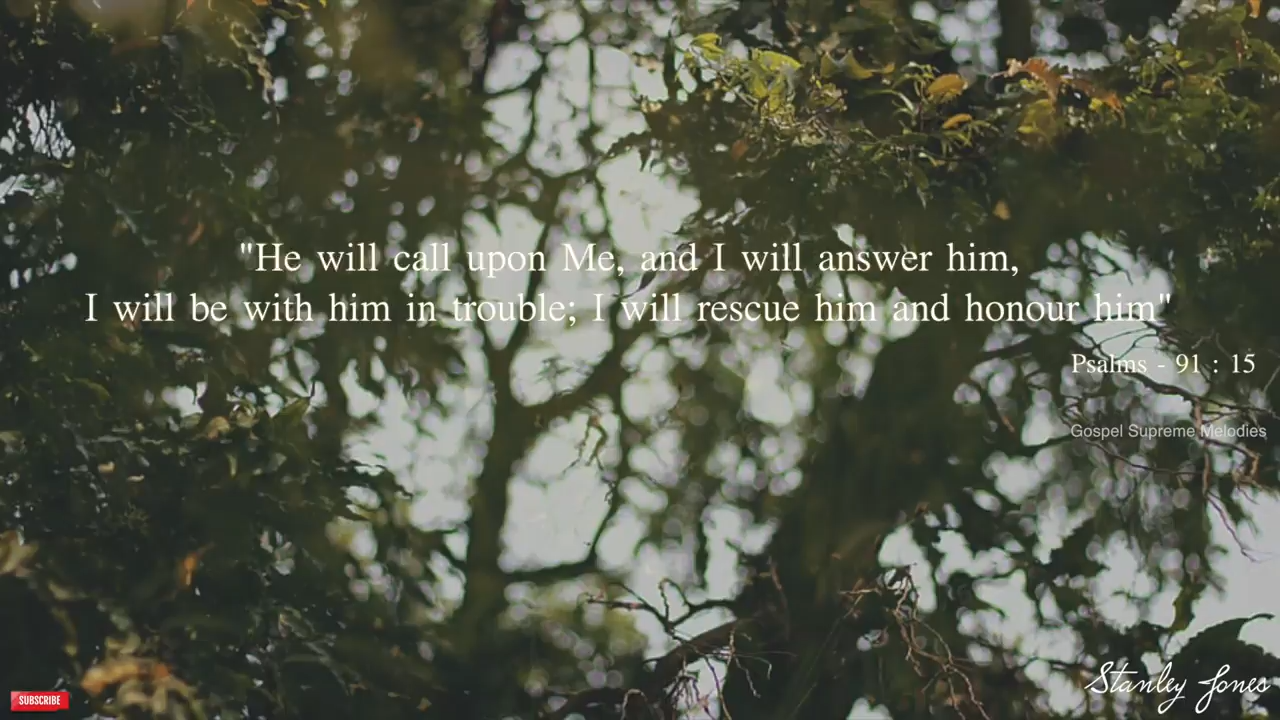 "He will call upon Me, and I will answer him,
I will be with him in trouble; I will rescue him and honour him"
Psalms - 91 : 15
Gospel Supreme Melodies
Stanley Jones
SUBSCRIBE